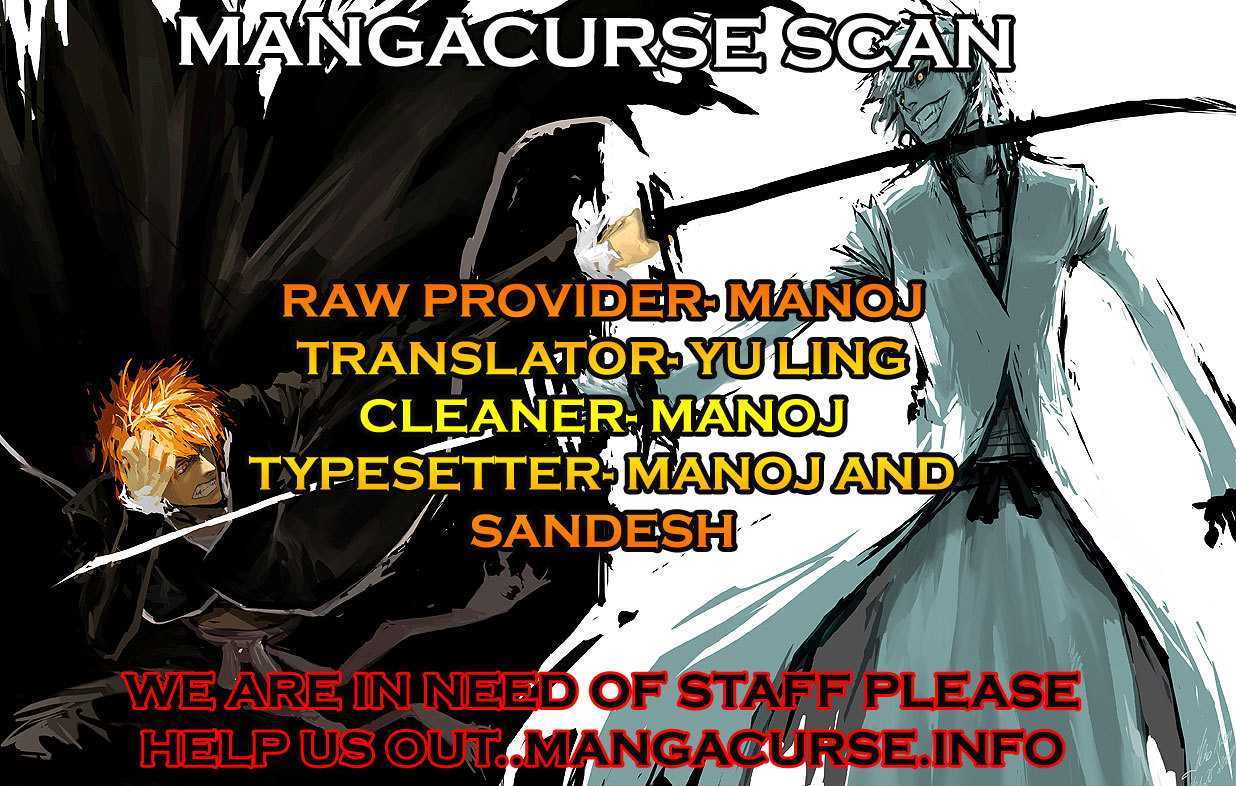 MANGACURSE SCAN
RAW PROVIDER- MANOJ
TRANSLATOR- YU LING
CLEANER- MANOJ
TYPESETTER- MANOJ AND
SANDESH
WE ARE IN NEED OF STAFF PLEASE
HELP US OUT..MANGACURSE.INFO